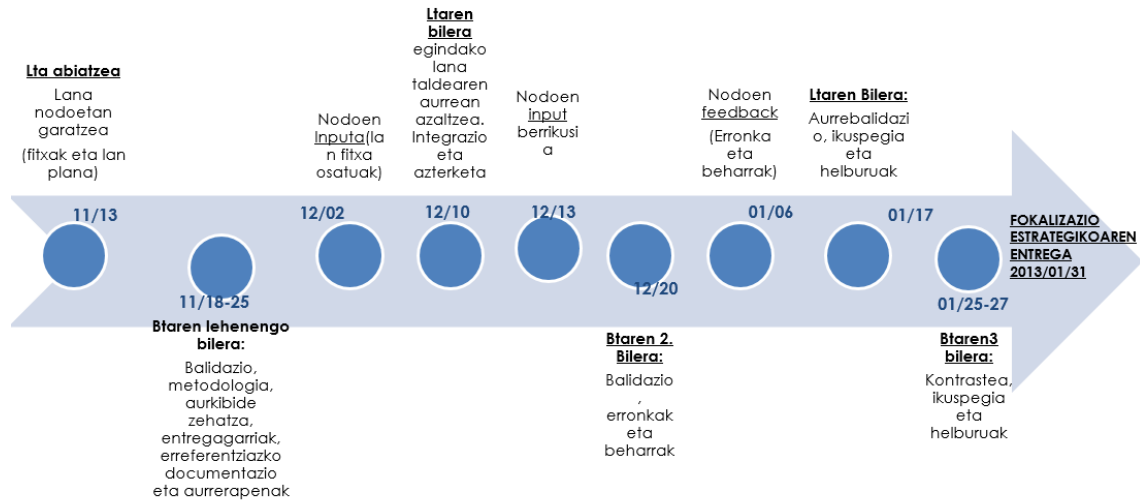 Lta abiatzea
Lana
nodoetan
garatzea
(fitxak eta lan
plana)
11/13
11/18-25
Btaren lehenengo
bilera:
Balidazio,
metodologia,
aurkibide
zehatza,
entregagarriak,
erreferentziazko
documentazio
eta aurrerapenak
Nodoen
Inputa(la
n fitxa
osatuak)
12/02
Ltaren
bilera
egindako
lana
taldearen
aurrean
azaltzea.
Integrazio
eta
azterketa
12/10
Nodoen
input
berrikusi
a
12/13
12/20
Btaren 2.
Bilera:
Balidazio
,
erronkak
eta
beharrak
Nodoen
feedback
(Erronka
eta
beharrak)
01/06
Ltaren Bilera:
Aurrebalidazi
o, ikuspegia
eta
helburuak
01/17
01/25-27
Btaren3
bilera:
Kontrastea,
ikuspegia
eta
helburuak
FOKALIZAZIO
ESTRATEGIKOAREN
ENTREGA
2013/01/31